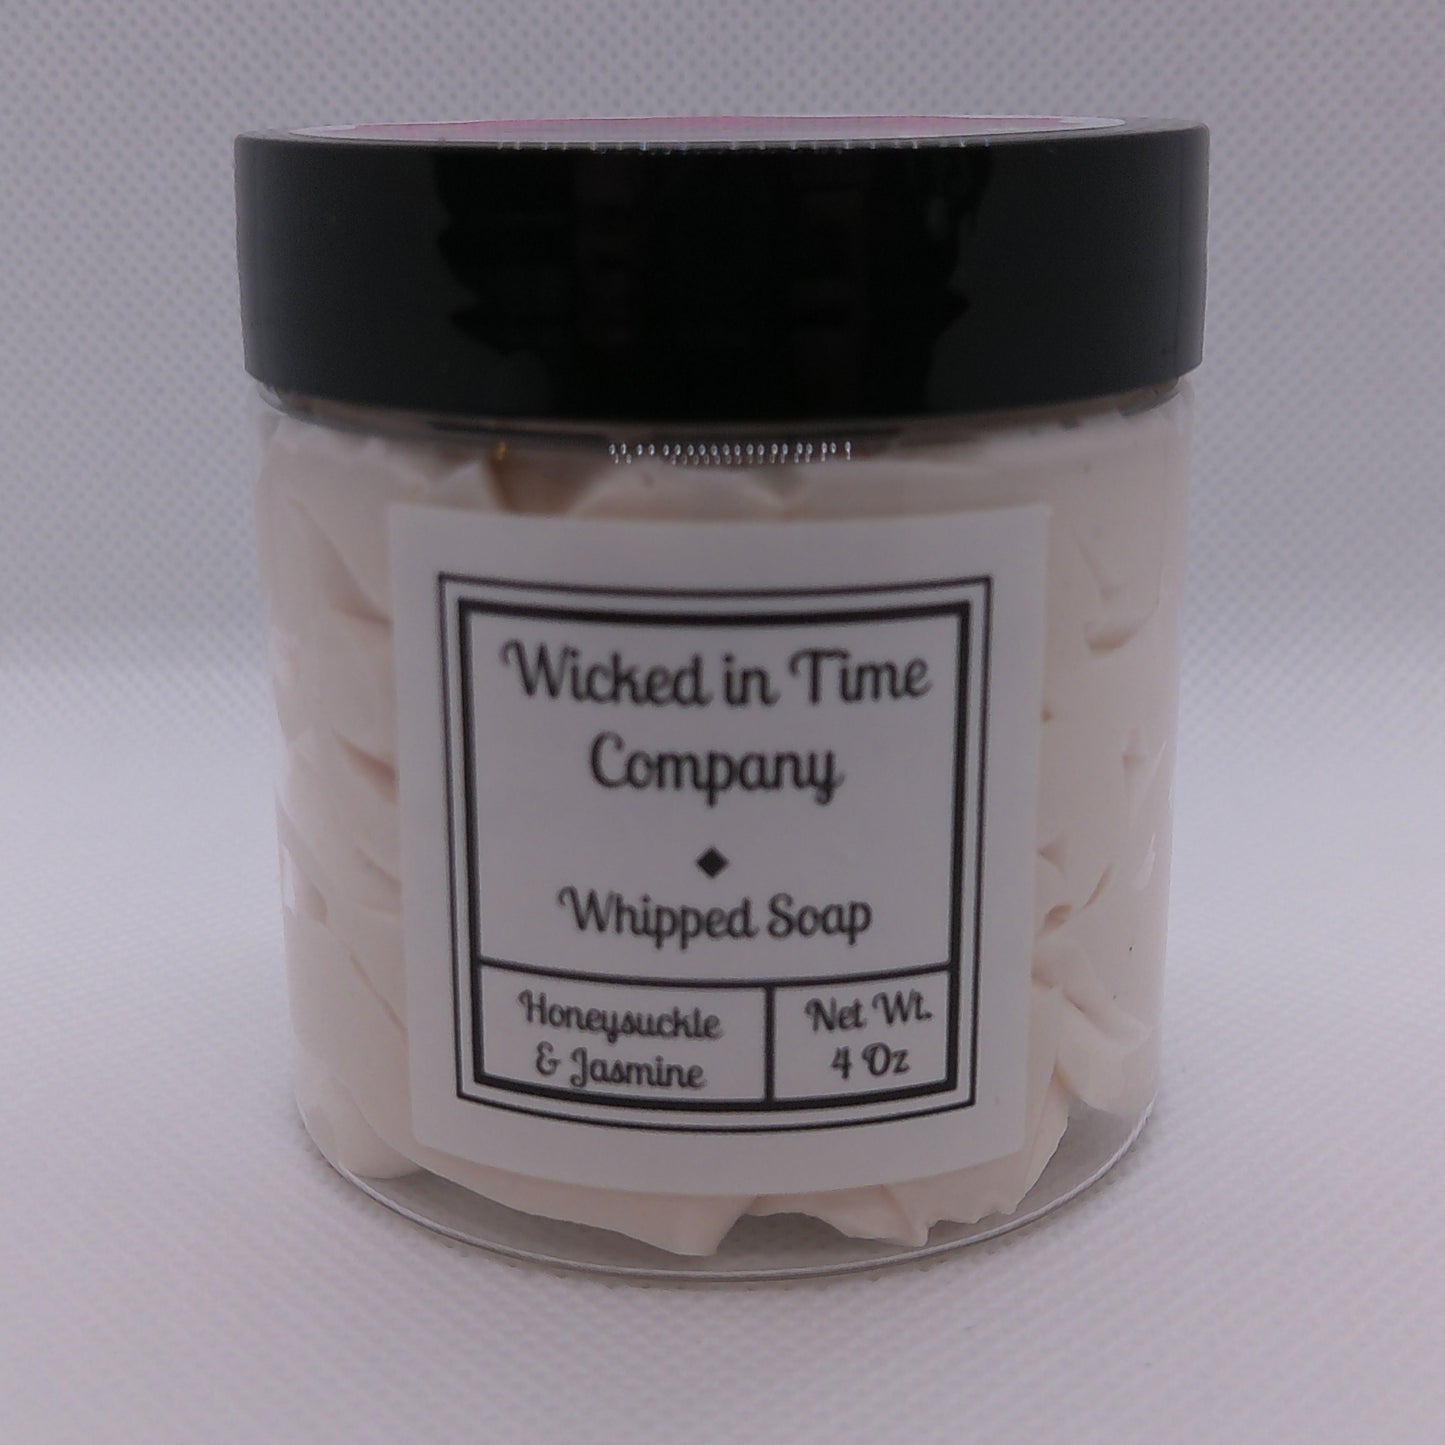 Wicked in Time
Company
Whipped Soap
Honeysuckle
& Jasmine
Net Wt.
4 Oz